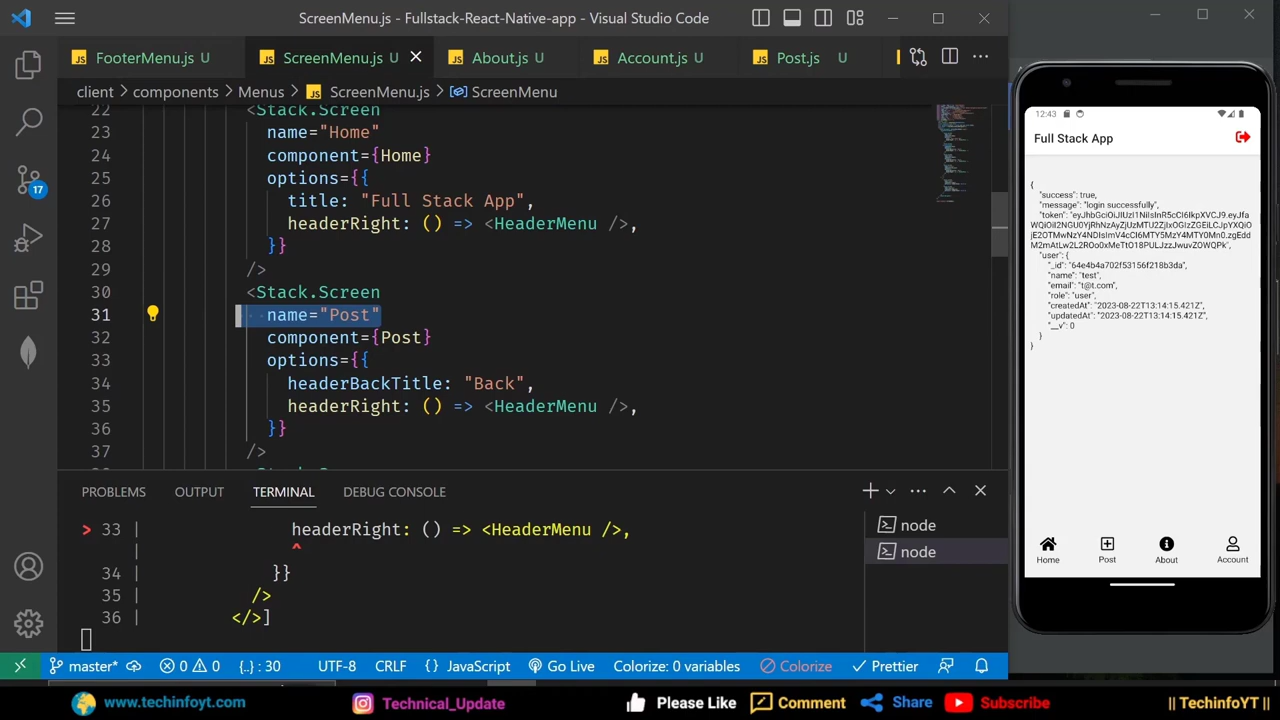 ScreenMenu.js - Fullstack-React-Native-app - Visual Studio Code
FooterMenu.js U
ScreenMenu.js U
About.js U
Account.js U
Post.js U
client > components > Menus > ScreenMenu.js > ScreenMenu
22 <Stack.Screen
23 name="Home"
24 component={Home}
25 options={{
26 title: "Full Stack App",
27 headerRight: () => <HeaderMenu />,
28 }}
29 />
30 <Stack.Screen
31 name="Post"
32 component={Post}
33 options={{
34 headerBackTitle: "Back",
35 headerRight: () => <HeaderMenu />,
36 }}
37 />
PROBLEMS OUTPUT TERMINAL DEBUG CONSOLE
> 33 | headerRight: () => <HeaderMenu />,
| ^
34 | }}
35 | />
36 | </>]
node
node
17
master* 0 0 {..} : 30 UTF-8 CRLF {} JavaScript Go Live Colorize: 0 variables Colorize Prettier
12:43
Full Stack App
{
"success": true,
"message": "login successfully",
"user": {
"_id": "64e4b4a702f53156f218b3da",
"name": "test",
"email": "t@t.com",
"role": "user",
"createdAt": "2023-08-22T13:14:15.421Z",
"updatedAt": "2023-08-22T13:14:15.421Z",
"__v": 0
}
}
Home Post About Account
www.techinfoyt.com Technical_Update Please Like Comment Share Subscribe || TechinfoYT ||